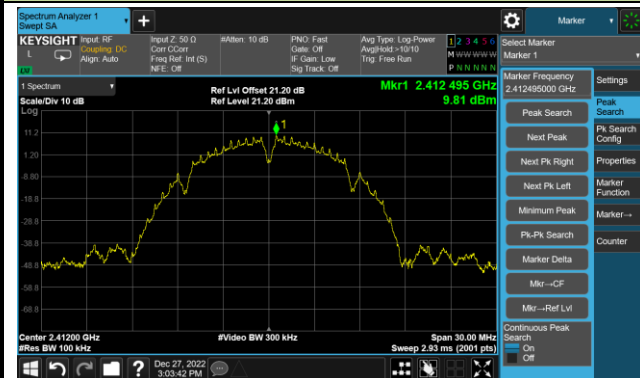 Spectrum Analyzer 1
Swept SA
KEYSIGHT
L
Input: RF
Coupling: DC
Align: Auto
Input Z: 50 Ω
Corr CCorr
Freq Ref: Int (S)
NFE: Off
#Atten: 10 dB
PNO: Fast
Gate: Off
IF Gain: Low
Sig Track: Off
Avg Type: Log-Power
Avg|Hold:>10/10
Trig: Free Run
1 2 3 4 5 6
M W W W W W
P N N N N N
1 Spectrum
Scale/Div 10 dB
Log
Ref Lvl Offset 21.20 dB
Ref Level 21.20 dBm
Mkr1 2.412 495 GHz
9.81 dBm
1
11.2
1.20
-8.80
-18.8
-28.8
-38.8
-48.8
-58.8
-68.8
Center 2.41200 GHz
#Res BW 100 kHz
#Video BW 300 kHz
Span 30.00 MHz
Sweep 2.93 ms (2001 pts)
Dec 27, 2022
3:03:42 PM
Marker
Select Marker
Marker 1
Marker Frequency
2.412495000 GHz
Peak Search
Next Peak
Next Pk Right
Next Pk Left
Minimum Peak
Pk-Pk Search
Marker Delta
Mkr→CF
Mkr→Ref Lvl
Continuous Peak
Search
On
Off
Settings
Peak
Search
Pk Search
Config
Properties
Marker
Function
Marker→
Counter